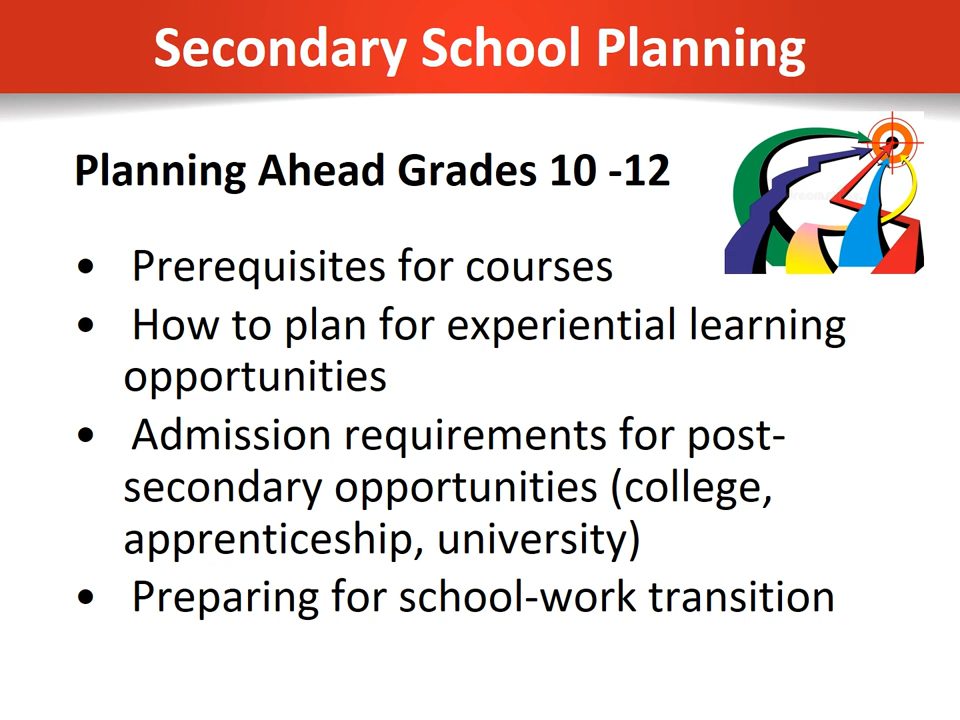 Secondary School Planning
Planning Ahead Grades 10 -12
• Prerequisites for courses
• How to plan for experiential learning
opportunities
• Admission requirements for post-
secondary opportunities (college,
apprenticeship, university)
• Preparing for school-work transition